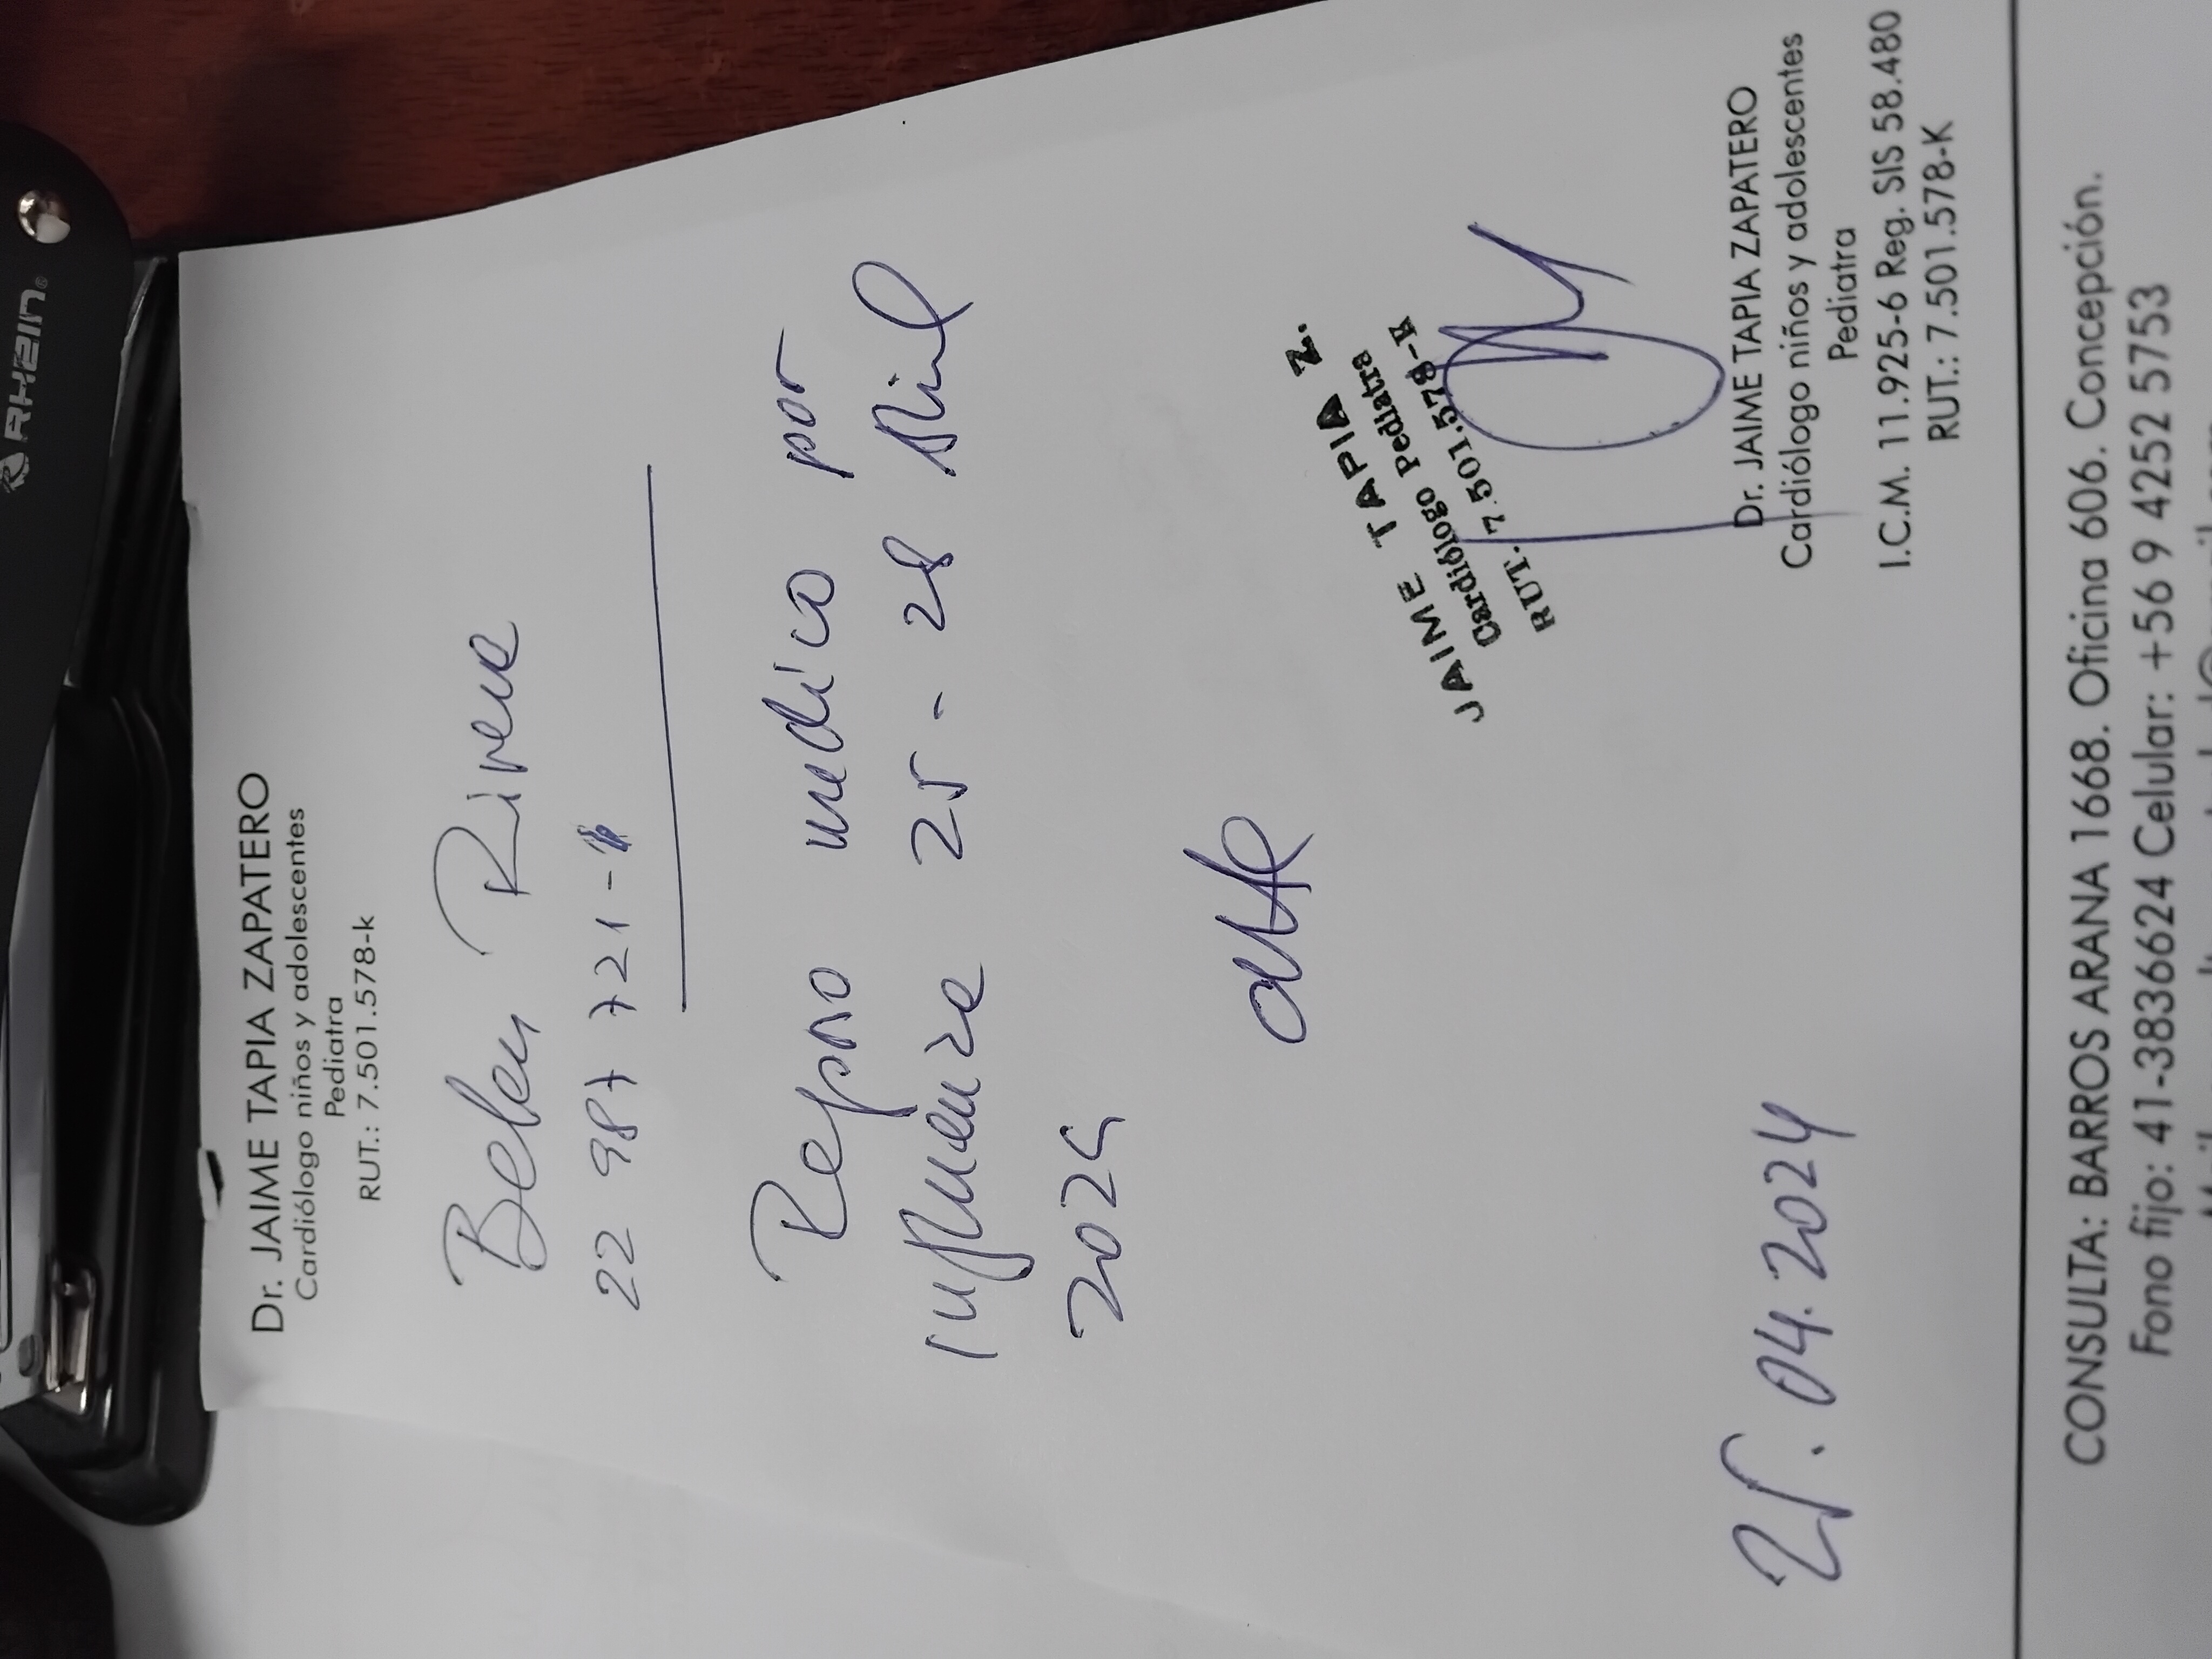 RHEIN®
Dr. JAIME TAPIA ZAPATERO
Cardiólogo niños y adolescentes
Pediatra
RUT.: 7.501.578-k
Belen Rivera
22 987 721-
Reposo medico por
influenza 25 - 28 Abril
2024
atte
JAIME TAPIA Z.
Cardiólogo Pediatra
RUT. 7.501.578-K
Dr. JAIME TAPIA ZAPATERO
Cardiólogo niños y adolescentes
Pediatra
I.C.M. 11.925-6 Reg. SIS 58.480
RUT.: 7.501.578-K
25.04.2024
CONSULTA: BARROS ARANA 1668. Oficina 606. Concepción.
Fono fijo: 41-3836624 Celular: +56 9 4252 5753